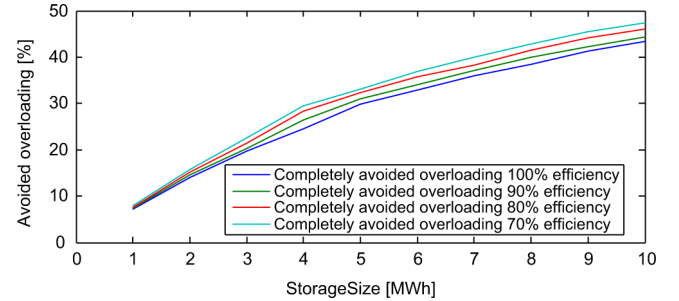 50
40
30
20
10
0
Avoided overloading [%]
Completely avoided overloading 100% efficiency
Completely avoided overloading 90% efficiency
Completely avoided overloading 80% efficiency
Completely avoided overloading 70% efficiency
0 1 2 3 4 5 6 7 8 9 10
StorageSize [MWh]